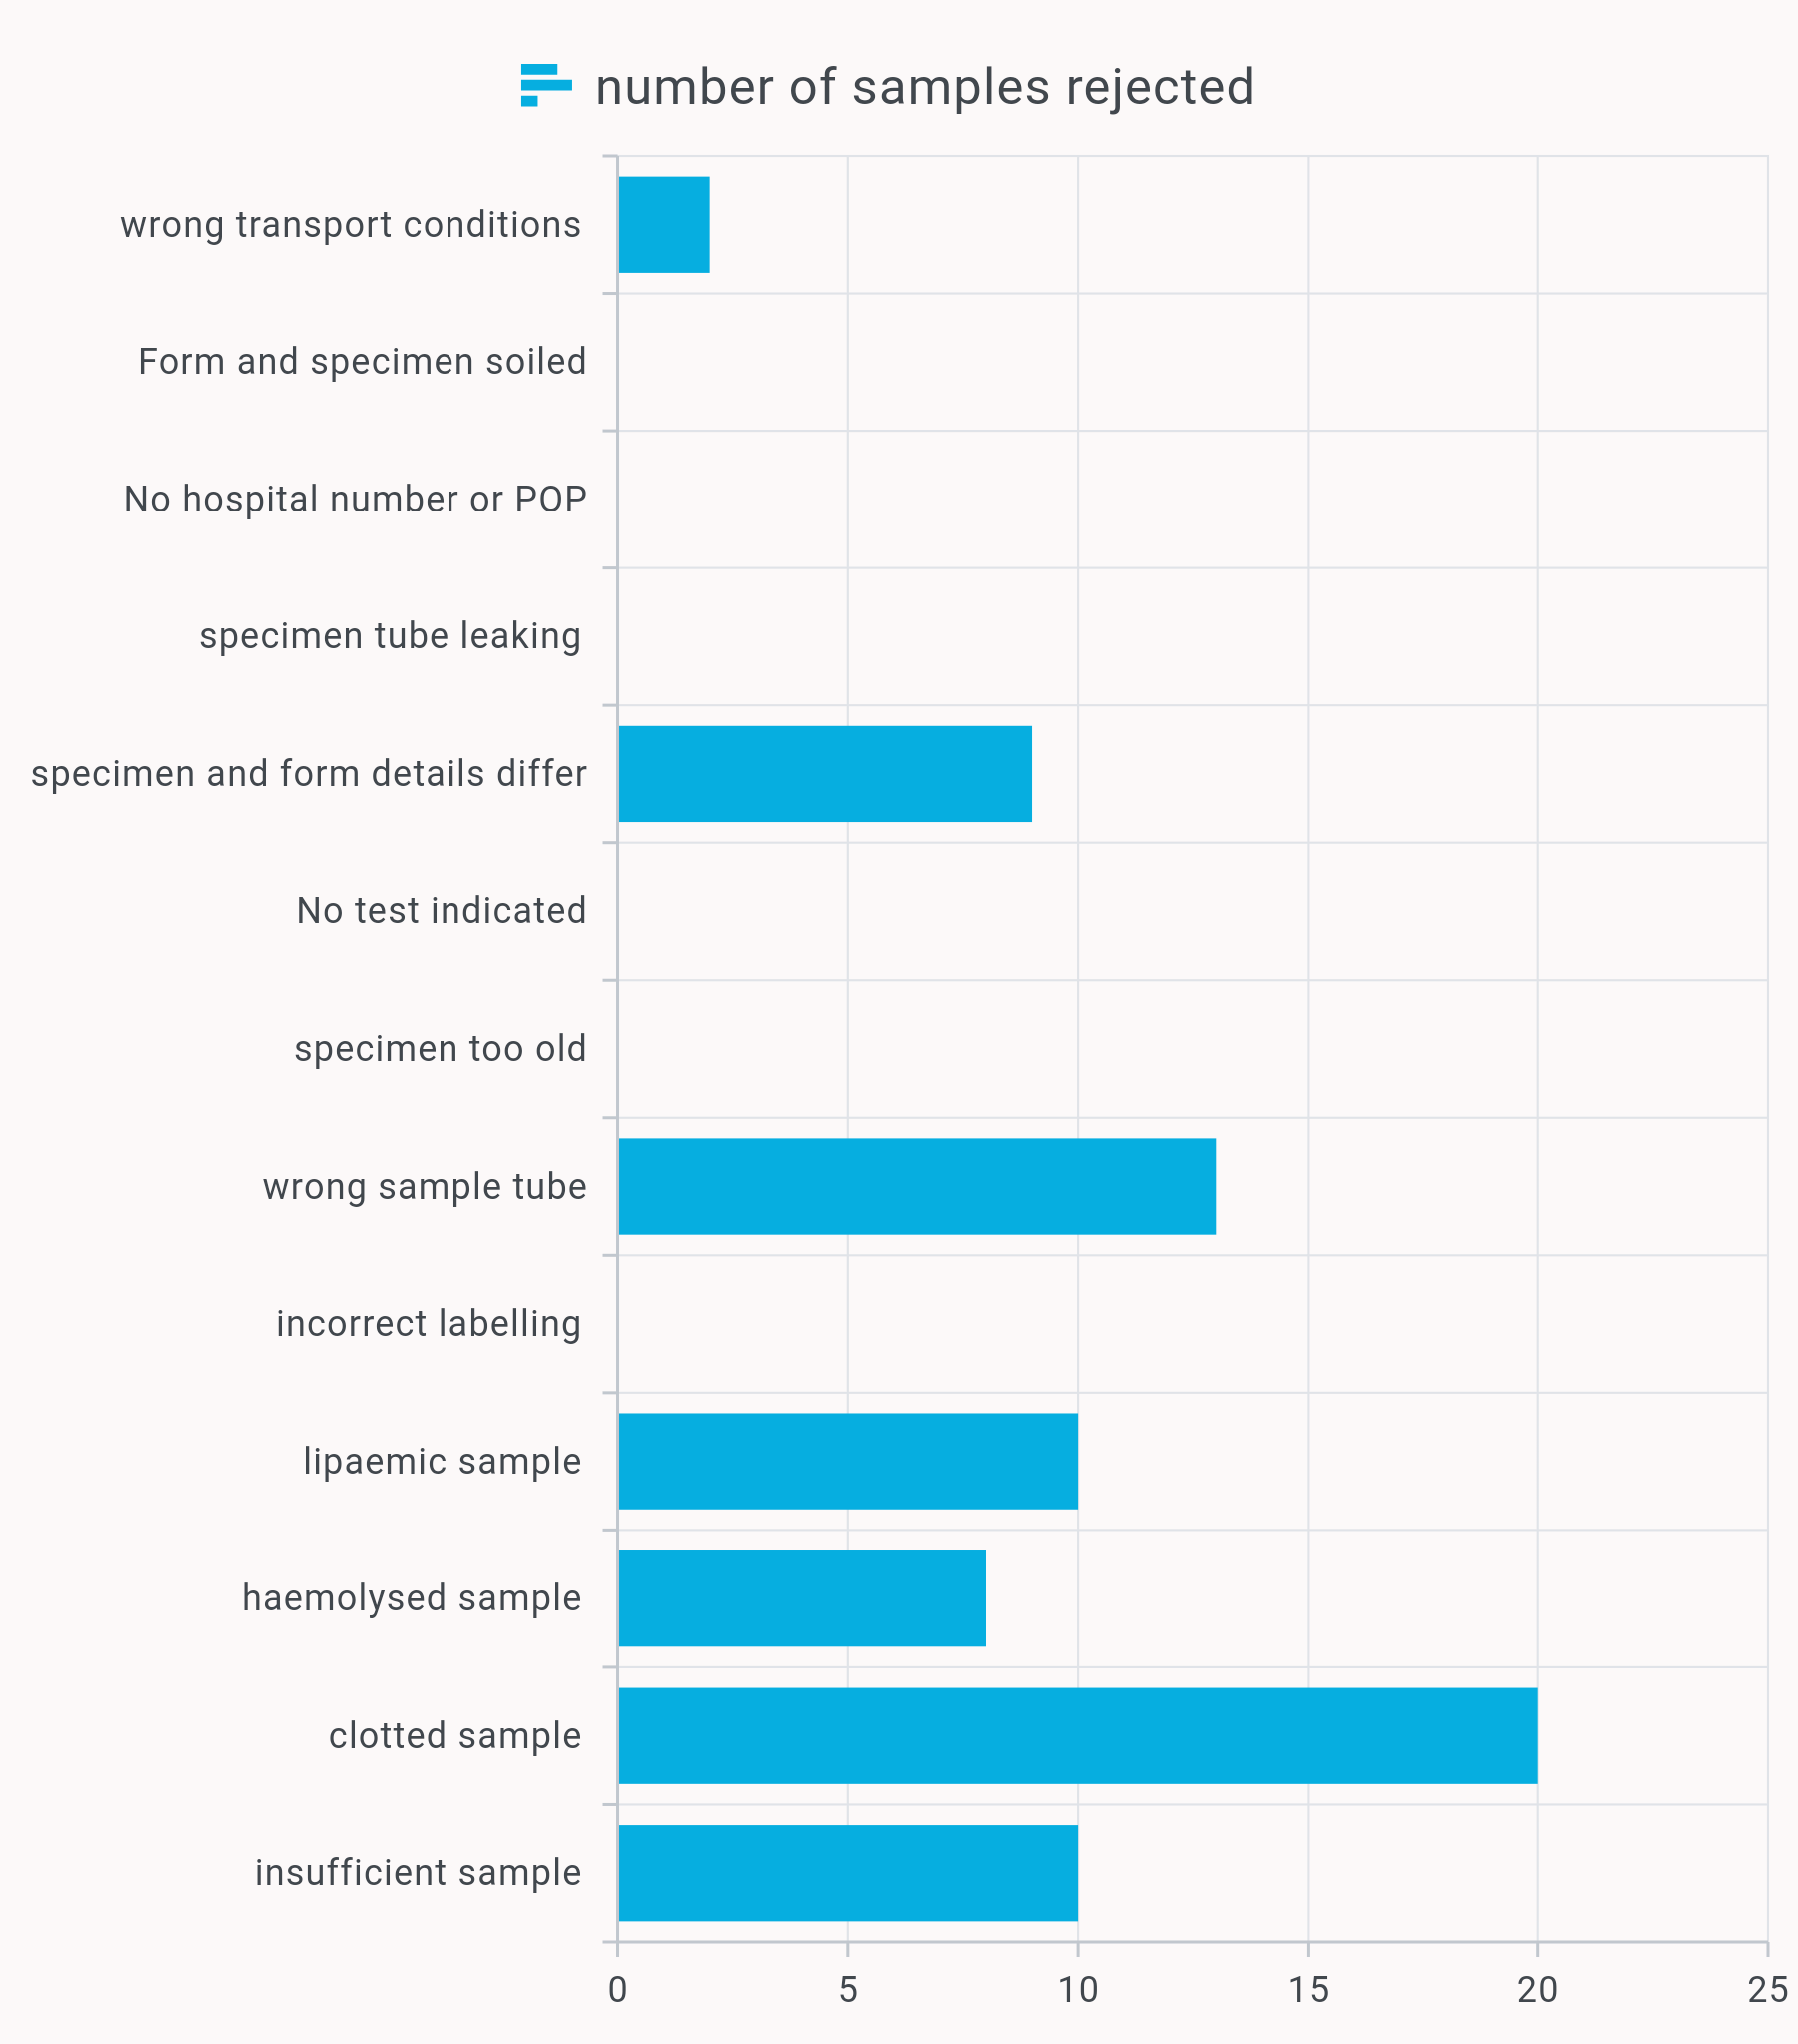 number of samples rejected
wrong transport conditions
Form and specimen soiled
No hospital number or POP
specimen tube leaking
specimen and form details differ
No test indicated
specimen too old
wrong sample tube
incorrect labelling
lipaemic sample
haemolysed sample
clotted sample
insufficient sample
0 5 10 15 20 25